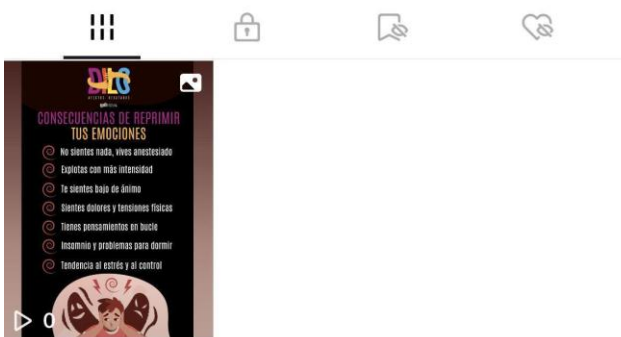 DILO
CONSECUENCIAS DE REPRIMIR
TUS EMOCIONES
No sientes nada, vives anestesiado
Explotas con más intensidad
Te sientes bajo de ánimo
Sientes dolores y tensiones físicas
Tienes pensamientos en bucle
Insomnio y problemas para dormir
Tendencia al estrés y al control
0